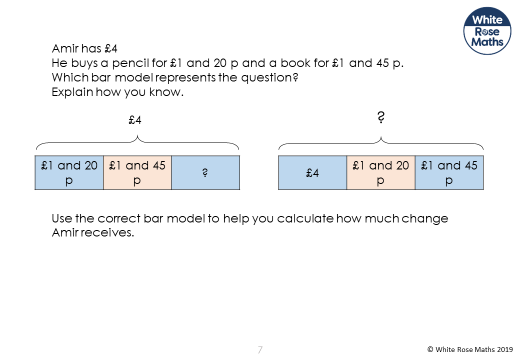 White
Rose
Maths
Amir has £4
He buys a pencil for £1 and 20 p and a book for £1 and 45 p.
Which bar model represents the question?
Explain how you know.
£4
£1 and 20
p
£1 and 45
p
?
?
£4
£1 and 20
p
£1 and 45
p
Use the correct bar model to help you calculate how much change
Amir receives.
7
© White Rose Maths 2019